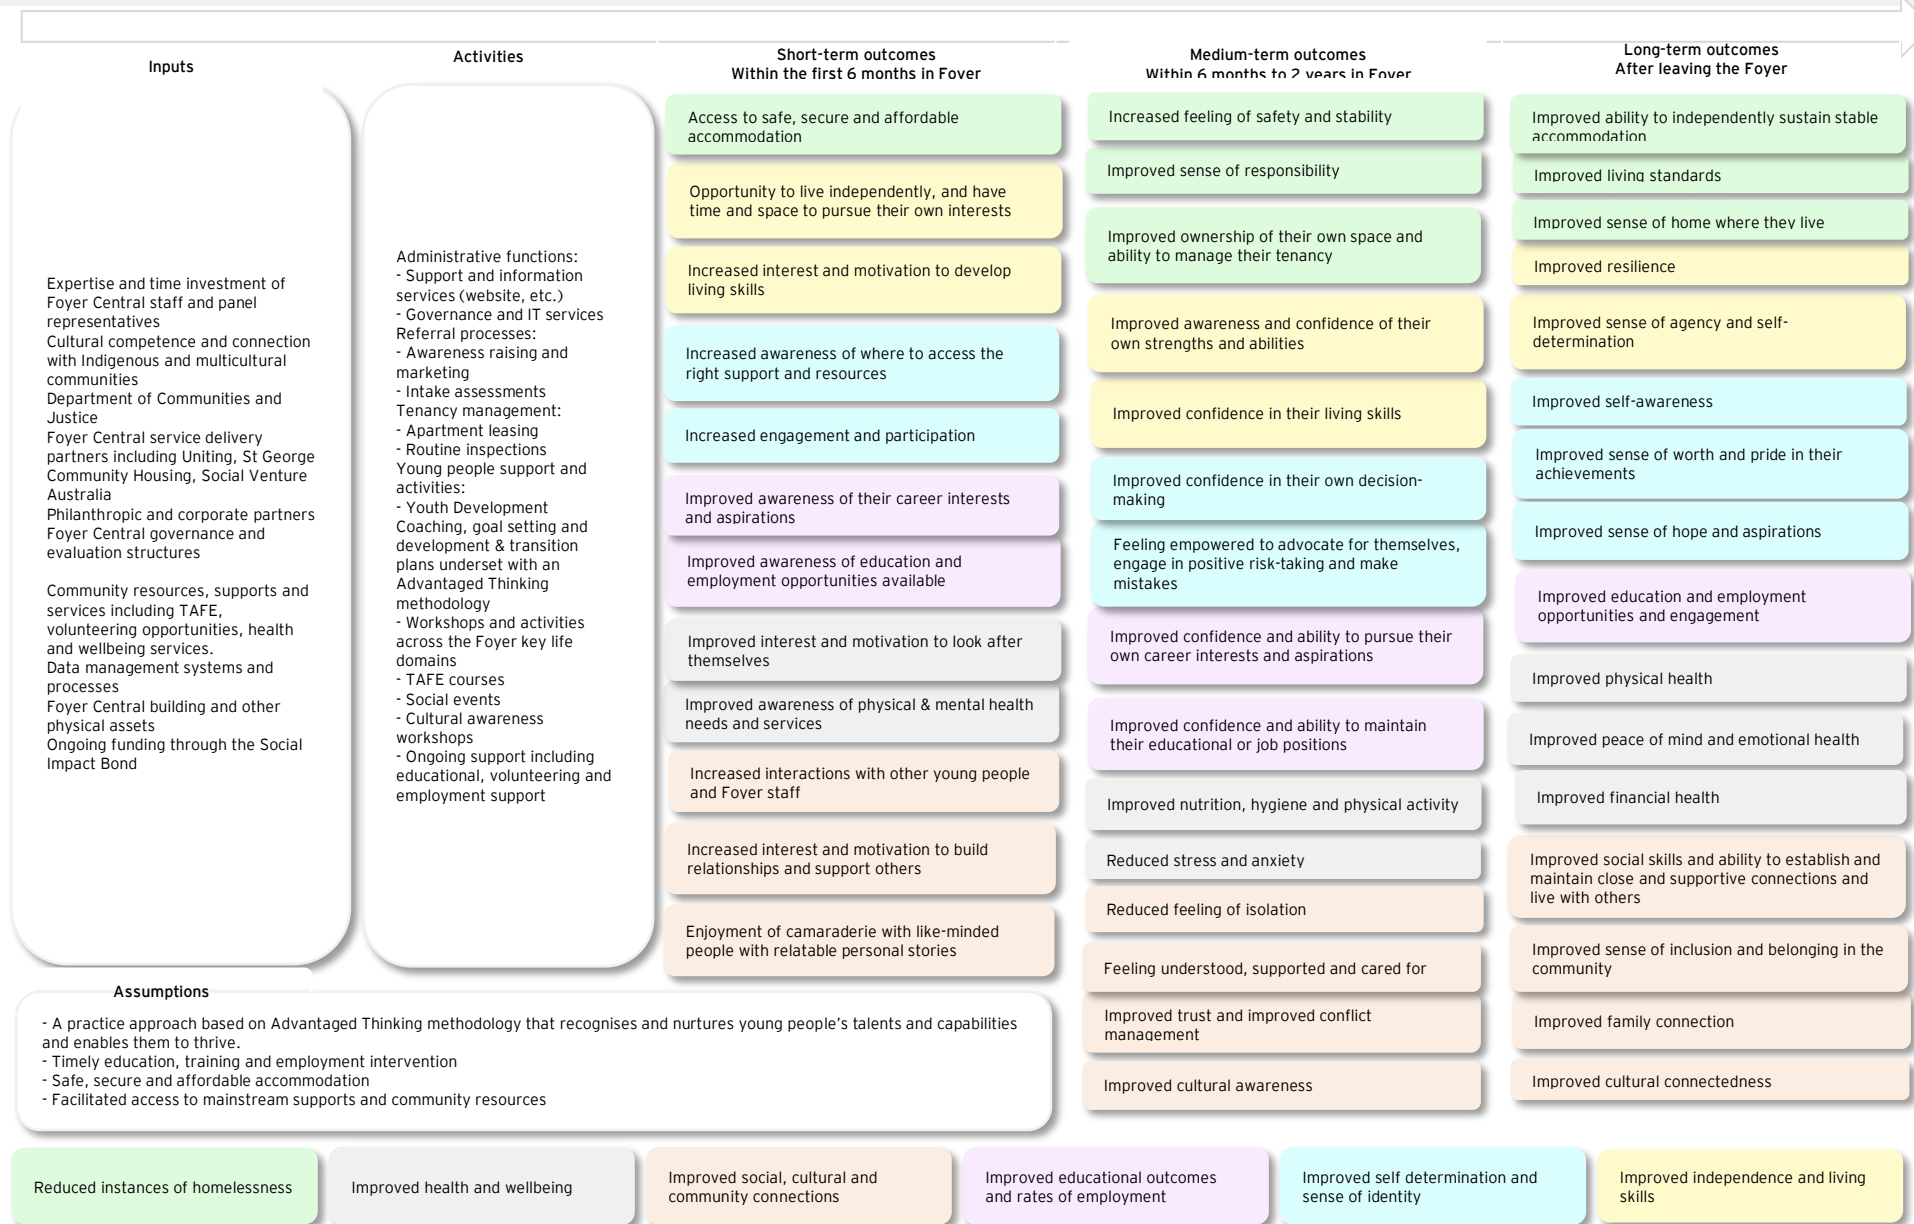 Inputs
Expertise and time investment of
Foyer Central staff and panel
representatives
Cultural competence and connection
with Indigenous and multicultural
communities
Department of Communities and
Justice
Foyer Central service delivery
partners including Uniting, St George
Community Housing, Social Venture
Australia
Philanthropic and corporate partners
Foyer Central governance and
evaluation structures
Community resources, supports and
services including TAFE,
volunteering opportunities, health
and wellbeing services.
Data management systems and
processes
Foyer Central building and other
physical assets
Ongoing funding through the Social
Impact Bond
Activities
Administrative functions:
- Support and information
services (website, etc.)
- Governance and IT services
Referral processes:
- Awareness raising and
marketing
- Intake assessments
Tenancy management:
- Apartment leasing
- Routine inspections
Young people support and
activities:
- Youth Development
Coaching, goal setting and
development & transition
plans underset with an
Advantaged Thinking
methodology
- Workshops and activities
across the Foyer key life
domains
- TAFE courses
- Social events
- Cultural awareness
workshops
- Ongoing support including
educational, volunteering and
employment support
Short-term outcomes
Within the first 6 months in Foyer
Access to safe, secure and affordable
accommodation
Opportunity to live independently, and have
time and space to pursue their own interests
Increased interest and motivation to develop
living skills
Increased awareness of where to access the
right support and resources
Increased engagement and participation
Improved awareness of their career interests
and aspirations
Improved awareness of education and
employment opportunities available
Improved interest and motivation to look after
themselves
Improved awareness of physical & mental health
needs and services
Increased interactions with other young people
and Foyer staff
Increased interest and motivation to build
relationships and support others
Enjoyment of camaraderie with like-minded
people with relatable personal stories
Medium-term outcomes
Within 6 months to 2 years in Foyer
Increased feeling of safety and stability
Improved sense of responsibility
Improved ownership of their own space and
ability to manage their tenancy
Improved awareness and confidence of their
own strengths and abilities
Improved confidence in their living skills
Improved confidence in their own decision-
making
Feeling empowered to advocate for themselves,
engage in positive risk-taking and make
mistakes
Improved confidence and ability to pursue their
own career interests and aspirations
Improved confidence and ability to maintain
their educational or job positions
Improved nutrition, hygiene and physical activity
Reduced stress and anxiety
Reduced feeling of isolation
Feeling understood, supported and cared for
Improved trust and improved conflict
management
Improved cultural awareness
Long-term outcomes
After leaving the Foyer
Improved ability to independently sustain stable
accommodation
Improved living standards
Improved sense of home where they live
Improved resilience
Improved sense of agency and self-
determination
Improved self-awareness
Improved sense of worth and pride in their
achievements
Improved sense of hope and aspirations
Improved education and employment
opportunities and engagement
Improved physical health
Improved peace of mind and emotional health
Improved financial health
Improved social skills and ability to establish and
maintain close and supportive connections and
live with others
Improved sense of inclusion and belonging in the
community
Improved family connection
Improved cultural connectedness
Assumptions
- A practice approach based on Advantaged Thinking methodology that recognises and nurtures young people's talents and capabilities
and enables them to thrive.
- Timely education, training and employment intervention
- Safe, secure and affordable accommodation
- Facilitated access to mainstream supports and community resources
Reduced instances of homelessness
Improved health and wellbeing
Improved social, cultural and
community connections
Improved educational outcomes
and rates of employment
Improved self determination and
sense of identity
Improved independence and living
skills